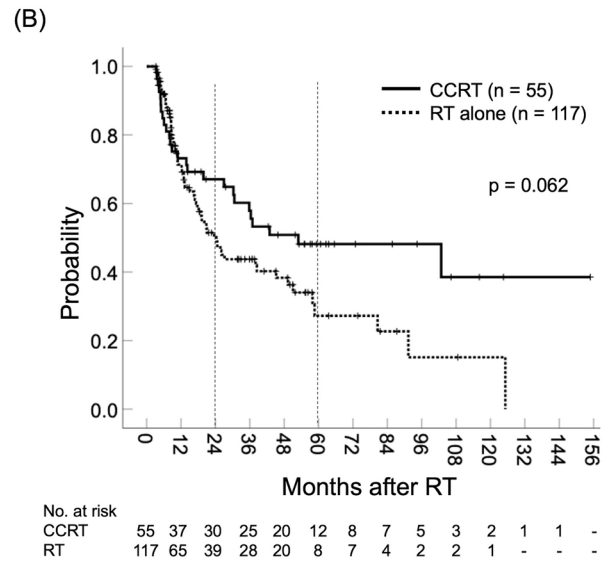 (B)
1.0
0.8
0.6
0.4
0.2
0.0
Probability
CCRT (n = 55)
RT alone (n = 117)
p = 0.062
0 12 24 36 48 60 72 84 96 108 120 132 144 156
Months after RT
No. at risk
CCRT 55 37 30 25 20 12 8 7 5 3 2 1 1 -
RT 117 65 39 28 20 8 7 4 2 2 1 - - -